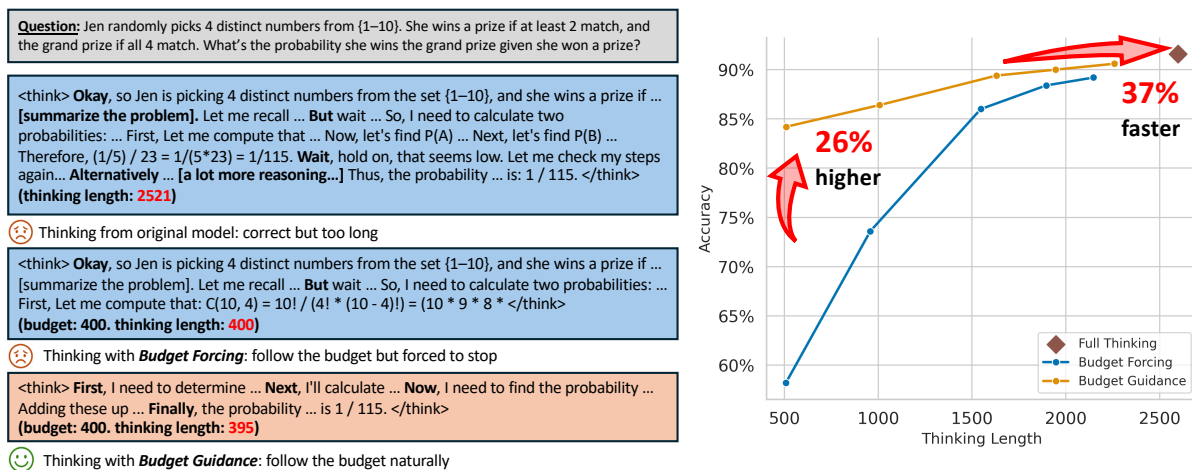 Question: Jen randomly picks 4 distinct numbers from {1–10}. She wins a prize if at least 2 match, and
the grand prize if all 4 match. What's the probability she wins the grand prize given she won a prize?
<think> Okay, so Jen is picking 4 distinct numbers from the set {1–10}, and she wins a prize if ...
[summarize the problem]. Let me recall ... But wait ... So, I need to calculate two
probabilities: ... First, Let me compute that ... Now, let's find P(A) ... Next, let's find P(B) ...
Therefore, (1/5) / 23 = 1/(5*23) = 1/115. Wait, hold on, that seems low. Let me check my steps
again... Alternatively ... [a lot more reasoning...] Thus, the probability ... is: 1 / 115. </think>
(thinking length: 2521)
Thinking from original model: correct but too long
<think> Okay, so Jen is picking 4 distinct numbers from the set {1–10}, and she wins a prize if ...
[summarize the problem]. Let me recall ... But wait ... So, I need to calculate two probabilities: ...
First, Let me compute that: C(10, 4) = 10! / (4! * (10 - 4)!) = (10 * 9 * 8 * </think>
(budget: 400. thinking length: 400)
Thinking with Budget Forcing: follow the budget but forced to stop
<think> First, I need to determine ... Next, I'll calculate ... Now, I need to find the probability ...
Adding these up ... Finally, the probability ... is 1 / 115. </think>
(budget: 400. thinking length: 395)
Thinking with Budget Guidance: follow the budget naturally
Accuracy
90%
85%
80%
75%
70%
65%
60%
26%
higher
37%
faster
Full Thinking
Budget Forcing
Budget Guidance
500 1000 1500 2000 2500
Thinking Length